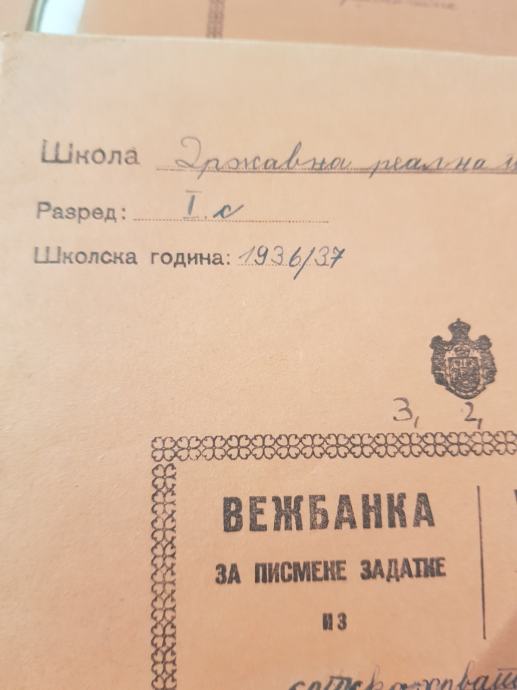 Школа Државна реална
Разред: I. с
Школска година: 1936/37
3, 2,
ВЕЖБАНКА
ЗА ПИСМЕНЕ ЗАДАТКЕ
ИЗ